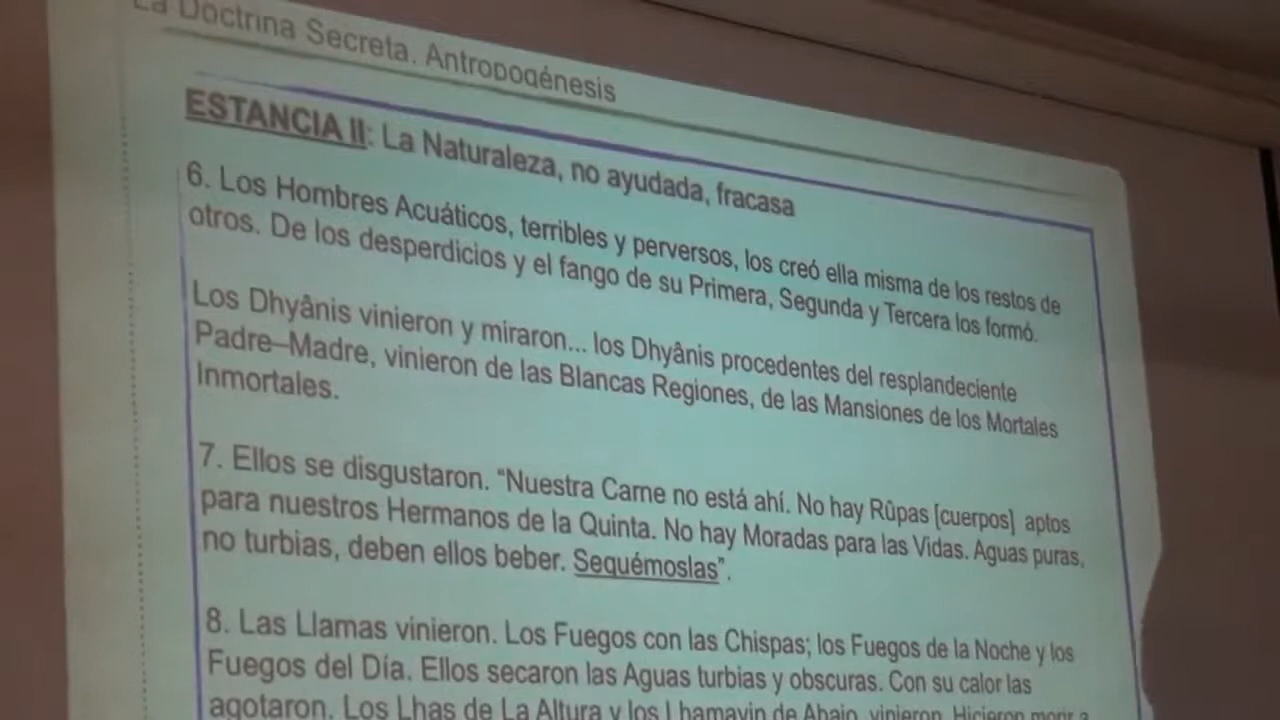 La Doctrina Secreta. Antropogénesis
ESTANCIA II: La Naturaleza, no ayudada, fracasa
6. Los Hombres Acuáticos, terribles y perversos, los creó ella misma de los restos de
otros. De los desperdicios y el fango de su Primera, Segunda y Tercera los formó.
Los Dhyânis vinieron y miraron... los Dhyânis procedentes del resplandeciente
Padre–Madre, vinieron de las Blancas Regiones, de las Mansiones de los Mortales
Inmortales.
7. Ellos se disgustaron. “Nuestra Carne no está ahí. No hay Rûpas [cuerpos] aptos
para nuestros Hermanos de la Quinta. No hay Moradas para las Vidas. Aguas puras,
no turbias, deben ellos beber. Sequémoslas”.
8. Las Llamas vinieron. Los Fuegos con las Chispas; los Fuegos de la Noche y los
Fuegos del Día. Ellos secaron las Aguas turbias y obscuras. Con su calor las
agotaron. Los Lhas de La Altura y los Lhamayin de Abajo, vinieron. Hicieron morir a